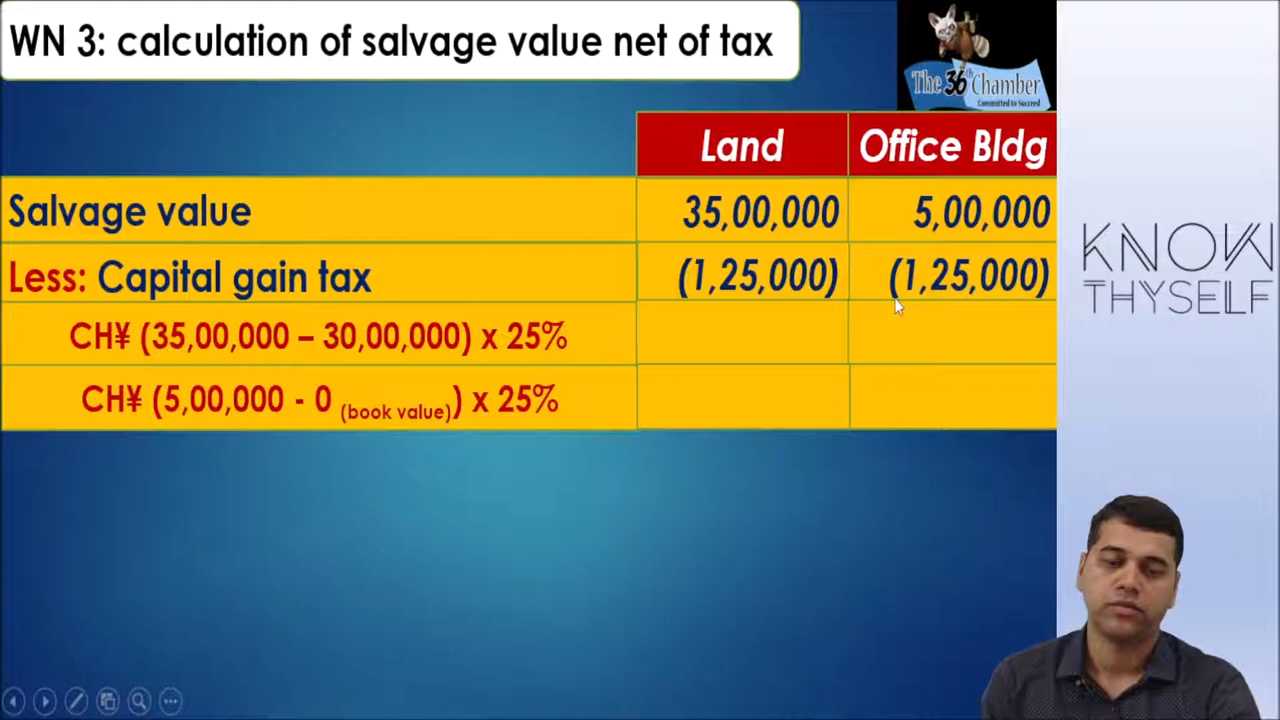 WN 3: calculation of salvage value net of tax
The 36th Chamber
Committed to Succeed
Land Office Bldg
Salvage value 35,00,000 5,00,000
Less: Capital gain tax (1,25,000) (1,25,000)
CH¥ (35,00,000 – 30,00,000) x 25%
CH¥ (5,00,000 - 0 (book value)) x 25%
KNOW
THYSELF